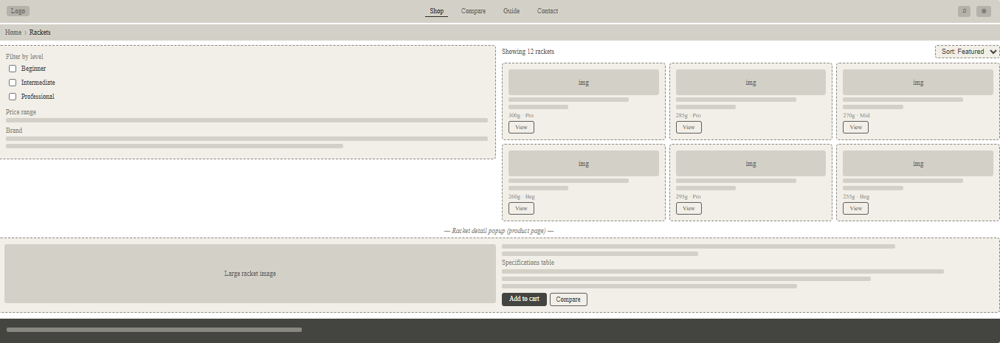 Logo
Shop
Compare
Guide
Contact
Home › Rackets
Filter by level
Beginner
Intermediate
Professional
Price range
Brand
Showing 12 rackets
Sort: Featured
img
300g · Pro
View
img
285g · Pro
View
img
270g · Mid
View
img
260g · Beg
View
img
295g · Pro
View
img
255g · Beg
View
— Racket detail popup (product page) —
Large racket image
Specifications table
Add to cart
Compare